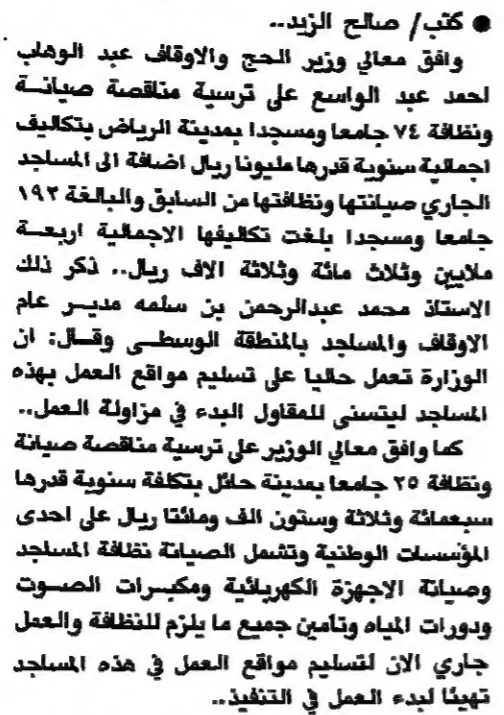 ● كتب/ صالح الزيد..
وافق معالي وزير الحج والاوقاف عبد الوهاب
احمد عبد الواسع على ترسية مناقصة صيانة
ونظافة ٧٤ جامعا ومسجدا بمدينة الرياض بتكاليف
اجمالية سنوية قدرها مليونا ريال اضافة الى المساجد
الجاري صيانتها ونظافتها من السابق والبالغة ١٩٢
جامعا ومسجدا بلغت تكاليفها الاجمالية اربعة
ملايين وثلاث مائة وثلاثة الاف ريال.. ذكر ذلك
الاستاذ محمد عبدالرحمن بن سلمه مدير عام
الاوقاف والمساجد بالمنطقة الوسطى وقال: ان
الوزارة تعمل حاليا على تسليم مواقع العمل بهذه
المساجد ليتسنى للمقاول البدء في مزاولة العمل..
كما وافق معالي الوزير على ترسية مناقصة صيانة
ونظافة ٢٥ جامعا بمدينة حائل بتكلفة سنوية قدرها
سبعمائة وثلاثة وستون الف ومائتا ريال على احدى
المؤسسات الوطنية وتشمل الصيانة نظافة المساجد
وصيانة الاجهزة الكهربائية ومكبرات الصوت
ودورات المياه وتأمين جميع ما يلزم للنظافة والعمل
جاري الان لتسليم مواقع العمل في هذه المساجد
تهيئا لبدء العمل في التنفيذ..